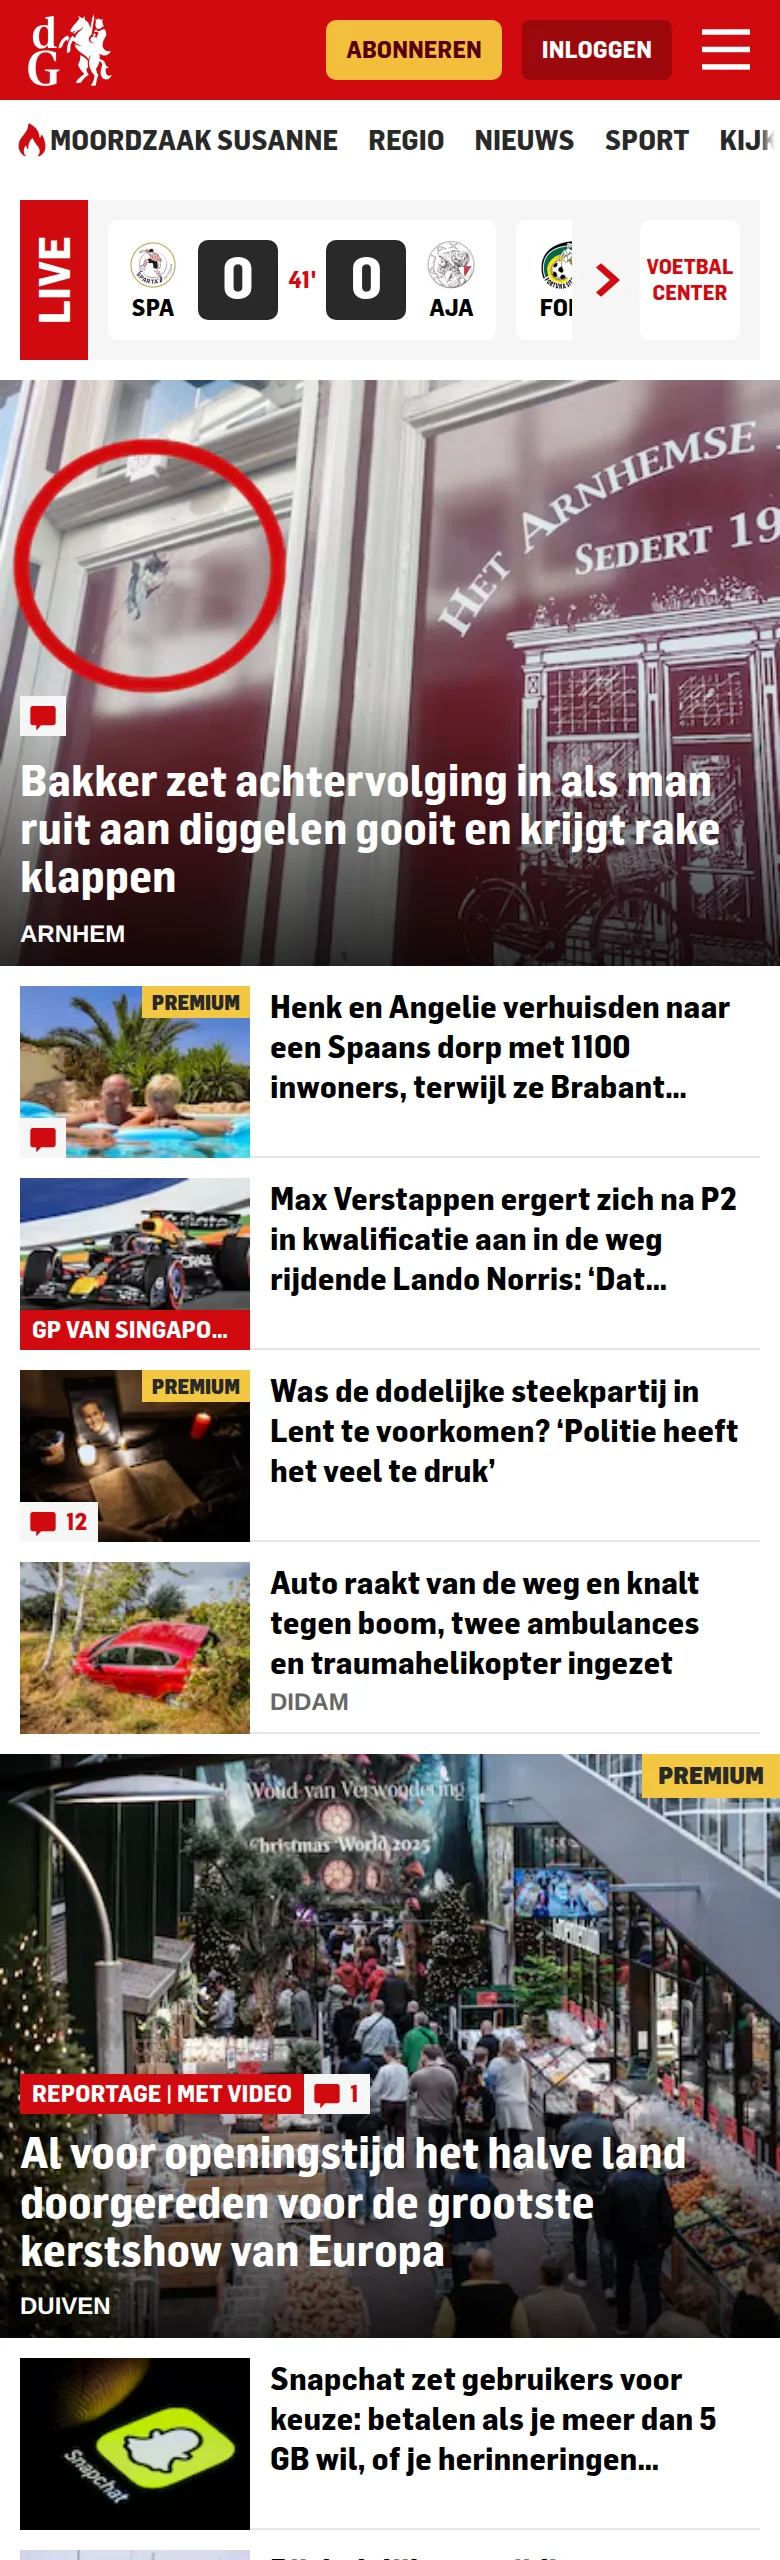 dG
ABONNEREN
INLOGGEN
MOORDZAAK SUSANNE REGIO NIEUWS SPORT
LIVE
SPA
0
41'
0
AJA
VOETBAL
CENTER
HET ARNHEMSE
SEDERT 19
Bakker zet achtervolging in als man
ruit aan diggelen gooit en krijgt rake
klappen
ARNHEM
PREMIUM
Henk en Angelie verhuisden naar
een Spaans dorp met 1100
inwoners, terwijl ze Brabant...
Max Verstappen ergert zich na P2
in kwalificatie aan in de weg
rijdende Lando Norris: ‘Dat...
GP VAN SINGAPO...
PREMIUM
Was de dodelijke steekpartij in
Lent te voorkomen? ‘Politie heeft
het veel te druk’
12
Auto raakt van de weg en knalt
tegen boom, twee ambulances
en traumahelikopter ingezet
DIDAM
PREMIUM
Woud van Verwondering
Christmas World 2025
REPORTAGE | MET VIDEO
1
Al voor openingstijd het halve land
doorgereden voor de grootste
kerstshow van Europa
DUIVEN
Snapchat
Snapchat zet gebruikers voor
keuze: betalen als je meer dan 5
GB wil, of je herinneringen...